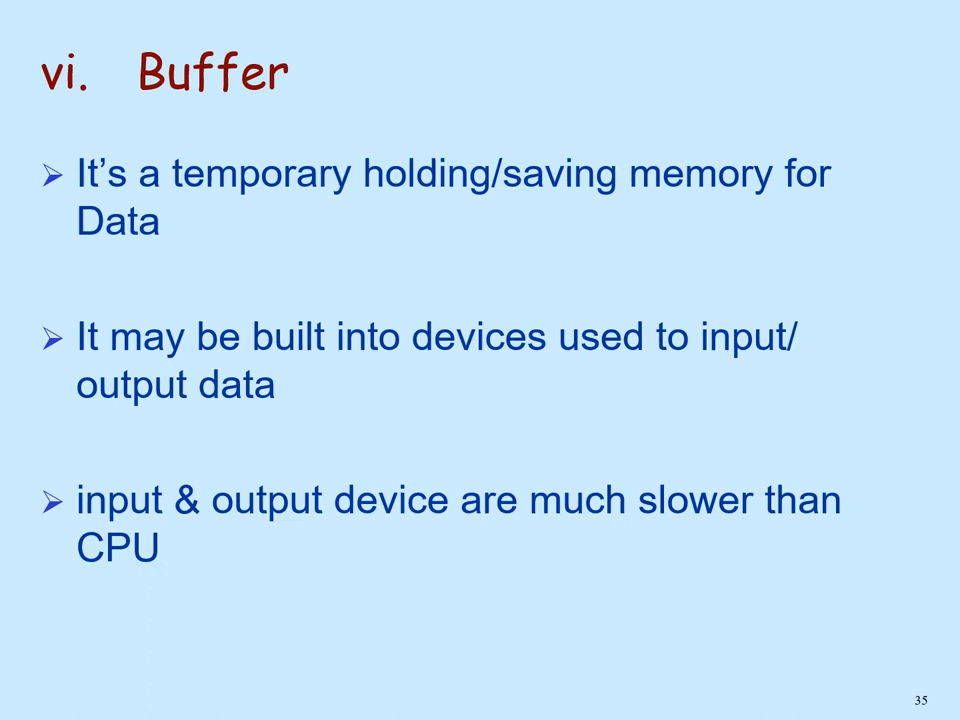 vi. Buffer
It’s a temporary holding/saving memory for
Data
It may be built into devices used to input/
output data
input & output device are much slower than
CPU
35